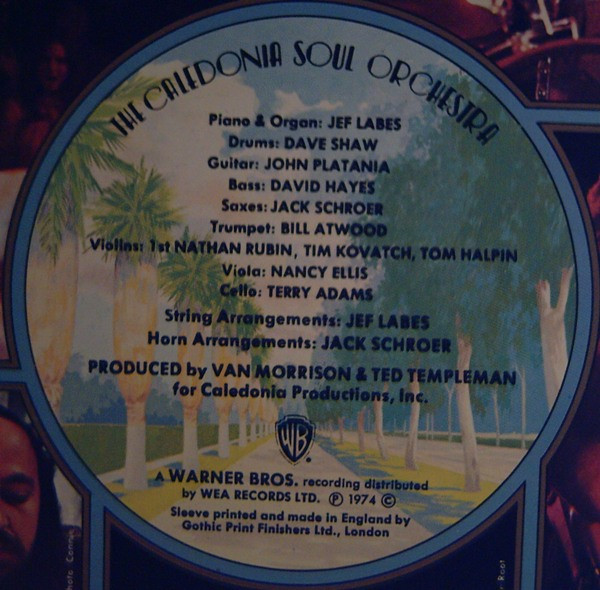 THE CALEDONIA SOUL ORCHESTRA
Piano & Organ: JEF LABES
Drums: DAVE SHAW
Guitar: JOHN PLATANIA
Bass: DAVID HAYES
Saxes: JACK SCHROER
Trumpet: BILL ATWOOD
Violins: 1st NATHAN RUBIN, TIM KOVATCH, TOM HALPIN
Viola: NANCY ELLIS
Cello: TERRY ADAMS
String Arrangements: JEF LABES
Horn Arrangements: JACK SCHROER
PRODUCED by VAN MORRISON & TED TEMPLEMAN
for Caledonia Productions, Inc.
WB
A WARNER BROS. recording distributed
by WEA RECORDS LTD. ℗ 1974 ©
Sleeve printed and made in England by
Gothic Print Finishers Ltd., London
Root